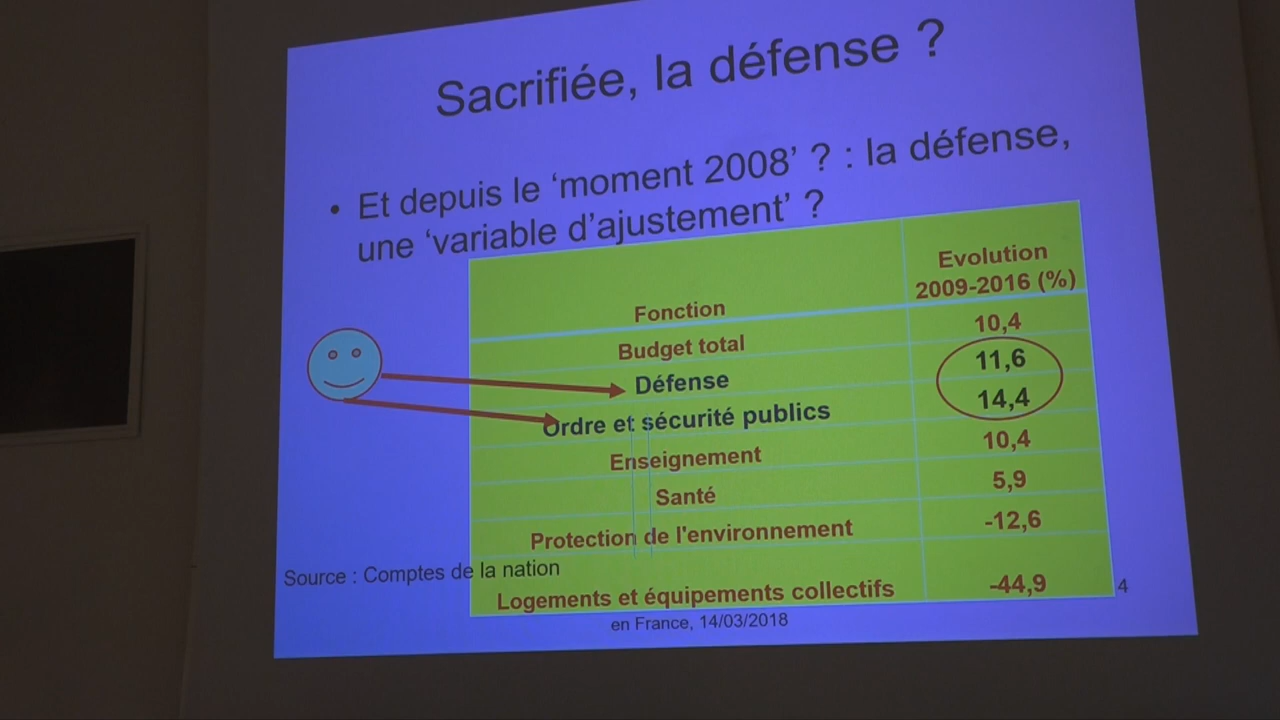 Sacrifiée, la défense ?
• Et depuis le ‘moment 2008’ ? : la défense,
une ‘variable d’ajustement’ ?
Fonction Evolution
2009-2016 (%)
Budget total 10,4
Défense 11,6
Ordre et sécurité publics 14,4
Enseignement 10,4
Santé 5,9
Protection de l'environnement -12,6
Logements et équipements collectifs -44,9
Source : Comptes de la nation
en France, 14/03/2018
4